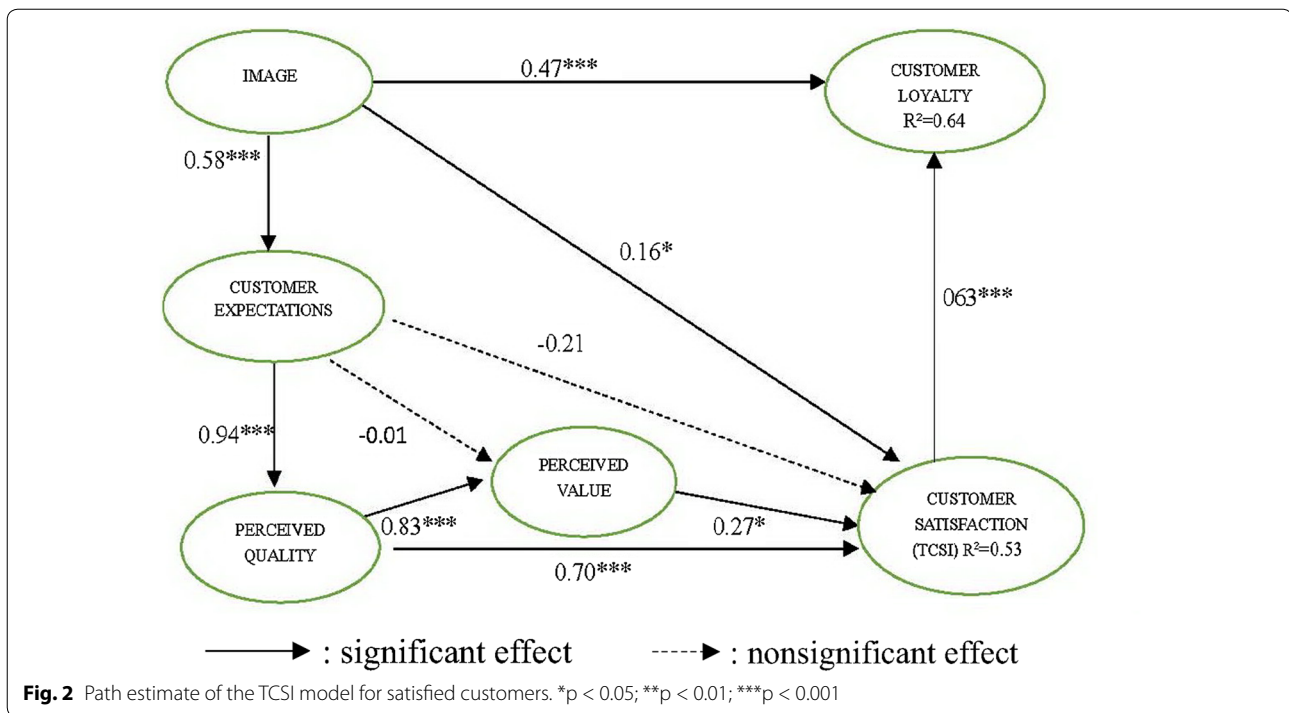 IMAGE
0.47***
CUSTOMER
LOYALTY
R²=0.64
0.58***
0.16*
CUSTOMER
EXPECTATIONS
063***
-0.21
0.94***
-0.01
PERCEIVED
VALUE
PERCEIVED
QUALITY
0.83***
0.27*
CUSTOMER
SATISFACTION
(TCSI) R²=0.53
0.70***
: significant effect
: nonsignificant effect
Fig. 2 Path estimate of the TCSI model for satisfied customers. *p < 0.05; **p < 0.01; ***p < 0.001